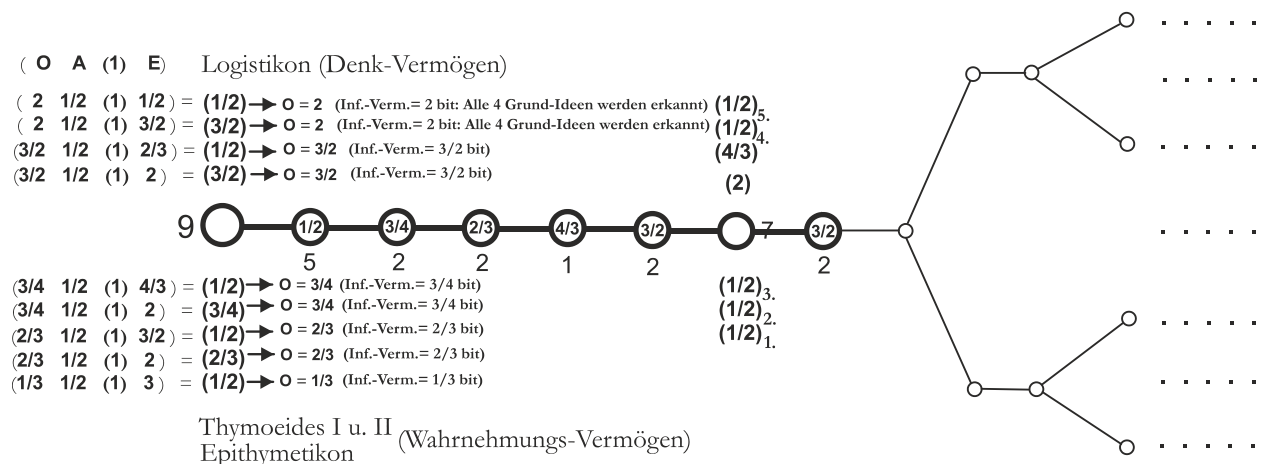 ( O A (1) E) Logistikon (Denk-Vermögen)
( 2 1/2 (1) 1/2 ) = (1/2) → O = 2 (Inf.-Verm.= 2 bit: Alle 4 Grund-Ideen werden erkannt) (1/2)5.
( 2 1/2 (1) 3/2 ) = (3/2) → O = 2 (Inf.-Verm.= 2 bit: Alle 4 Grund-Ideen werden erkannt) (1/2)4.
(3/2 1/2 (1) 2/3 ) = (1/2) → O = 3/2 (Inf.-Verm.= 3/2 bit) (4/3)
(3/2 1/2 (1) 2 ) = (3/2) → O = 3/2 (Inf.-Verm.= 3/2 bit)
(2)
9 1/2 3/4 2/3 4/3 3/2 7 3/2
5 2 2 1 2 2
(3/4 1/2 (1) 4/3 ) = (1/2) → O = 3/4 (Inf.-Verm.= 3/4 bit) (1/2)3.
(3/4 1/2 (1) 2 ) = (3/4) → O = 3/4 (Inf.-Verm.= 3/4 bit) (1/2)2.
(2/3 1/2 (1) 3/2 ) = (1/2) → O = 2/3 (Inf.-Verm.= 2/3 bit) (1/2)1.
(2/3 1/2 (1) 2 ) = (2/3) → O = 2/3 (Inf.-Verm.= 2/3 bit)
(1/3 1/2 (1) 3 ) = (1/2) → O = 1/3 (Inf.-Verm.= 1/3 bit)
Thymoeides I u. II (Wahrnehmungs-Vermögen)
Epithymetikon